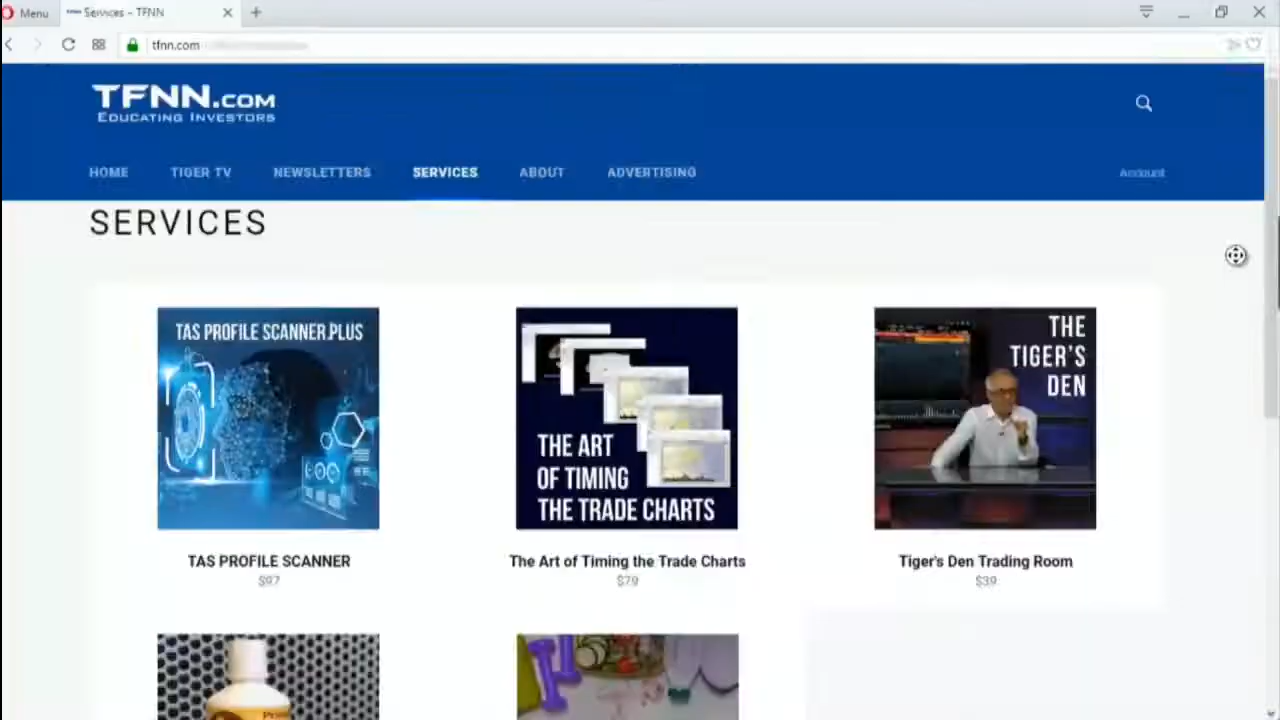 Menu
Services - TFNN
tfnn.com
TFNN.COM
EDUCATING INVESTORS
HOME
TIGER TV
NEWSLETTERS
SERVICES
ABOUT
ADVERTISING
Account
SERVICES
TAS PROFILE SCANNER.PLUS
THE ART
OF TIMING
THE TRADE CHARTS
THE
TIGER'S
DEN
TAS PROFILE SCANNER
$97
The Art of Timing the Trade Charts
$79
Tiger's Den Trading Room
$39